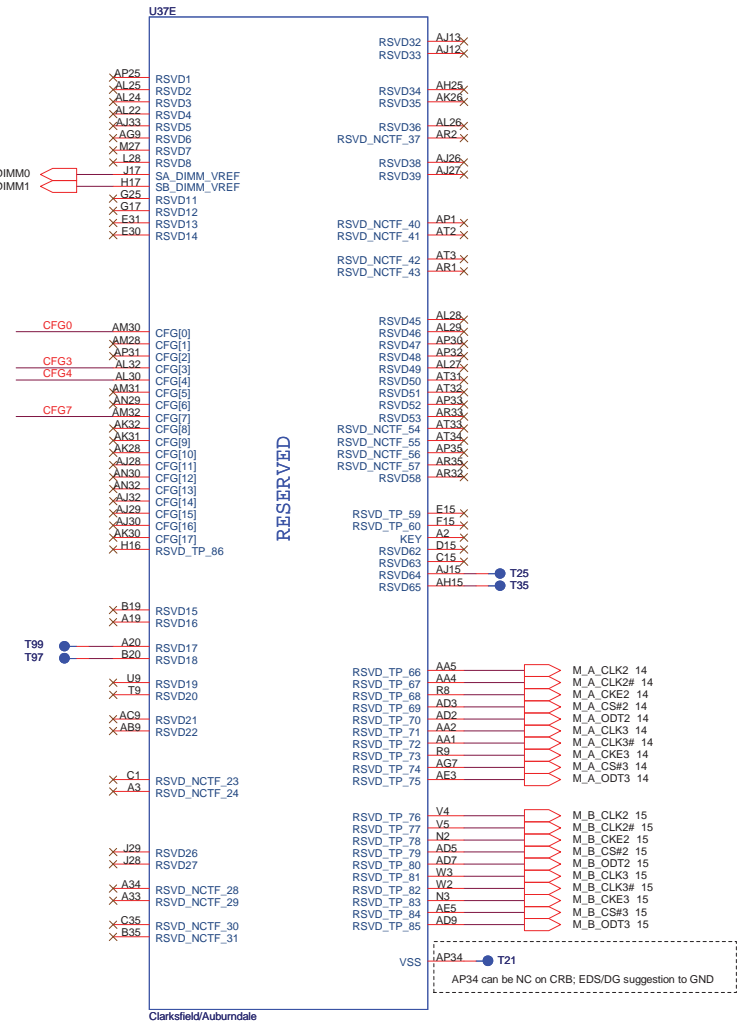 U37E
AP25 RSVD1
AL25 RSVD2
AL24 RSVD3
AL22 RSVD4
AJ33 RSVD5
AG9 RSVD6
M27 RSVD7
L28 RSVD8
DIMM0 J17 SA_DIMM_VREF
DIMM1 H17 SB_DIMM_VREF
G25 RSVD11
G17 RSVD12
E31 RSVD13
E30 RSVD14
CFG0 AM30 CFG[0]
AM28 CFG[1]
AP31 CFG[2]
CFG3 AL32 CFG[3]
CFG4 AL30 CFG[4]
AM31 CFG[5]
AN29 CFG[6]
CFG7 AM32 CFG[7]
AK32 CFG[8]
AK31 CFG[9]
AK28 CFG[10]
AJ28 CFG[11]
AN30 CFG[12]
AN32 CFG[13]
AJ32 CFG[14]
AJ29 CFG[15]
AJ30 CFG[16]
AK30 CFG[17]
H16 RSVD_TP_86
B19 RSVD15
A19 RSVD16
T99 A20 RSVD17
T97 B20 RSVD18
U9 RSVD19
T9 RSVD20
AC9 RSVD21
AB9 RSVD22
C1 RSVD_NCTF_23
A3 RSVD_NCTF_24
J29 RSVD26
J28 RSVD27
A34 RSVD_NCTF_28
A33 RSVD_NCTF_29
C35 RSVD_NCTF_30
B35 RSVD_NCTF_31
RESERVED
RSVD32 AJ13
RSVD33 AJ12
RSVD34 AH25
RSVD35 AK26
RSVD36 AL26
RSVD_NCTF_37 AR2
RSVD38 AJ26
RSVD39 AJ27
RSVD_NCTF_40 AP1
RSVD_NCTF_41 AT2
RSVD_NCTF_42 AT3
RSVD_NCTF_43 AR1
RSVD45 AL28
RSVD46 AL29
RSVD47 AP30
RSVD48 AP32
RSVD49 AL27
RSVD50 AT31
RSVD51 AT32
RSVD52 AP33
RSVD53 AR33
RSVD_NCTF_54 AT33
RSVD_NCTF_55 AT34
RSVD_NCTF_56 AP35
RSVD_NCTF_57 AR35
RSVD58 AR32
RSVD_TP_59 E15
RSVD_TP_60 F15
KEY A2
RSVD62 D15
RSVD63 C15
RSVD64 AJ15 T25
RSVD65 AH15 T35
RSVD_TP_66 AA5 M_A_CLK2 14
RSVD_TP_67 AA4 M_A_CLK2# 14
RSVD_TP_68 R8 M_A_CKE2 14
RSVD_TP_69 AD3 M_A_CS#2 14
RSVD_TP_70 AD2 M_A_ODT2 14
RSVD_TP_71 AA2 M_A_CLK3 14
RSVD_TP_72 AA1 M_A_CLK3# 14
RSVD_TP_73 R9 M_A_CKE3 14
RSVD_TP_74 AG7 M_A_CS#3 14
RSVD_TP_75 AE3 M_A_ODT3 14
RSVD_TP_76 V4 M_B_CLK2 15
RSVD_TP_77 V5 M_B_CLK2# 15
RSVD_TP_78 N2 M_B_CKE2 15
RSVD_TP_79 AD5 M_B_CS#2 15
RSVD_TP_80 AD7 M_B_ODT2 15
RSVD_TP_81 W3 M_B_CLK3 15
RSVD_TP_82 W2 M_B_CLK3# 15
RSVD_TP_83 N3 M_B_CKE3 15
RSVD_TP_84 AE5 M_B_CS#3 15
RSVD_TP_85 AD9 M_B_ODT3 15
VSS AP34 T21
AP34 can be NC on CRB; EDS/DG suggestion to GND
Clarksfield/Auburndale